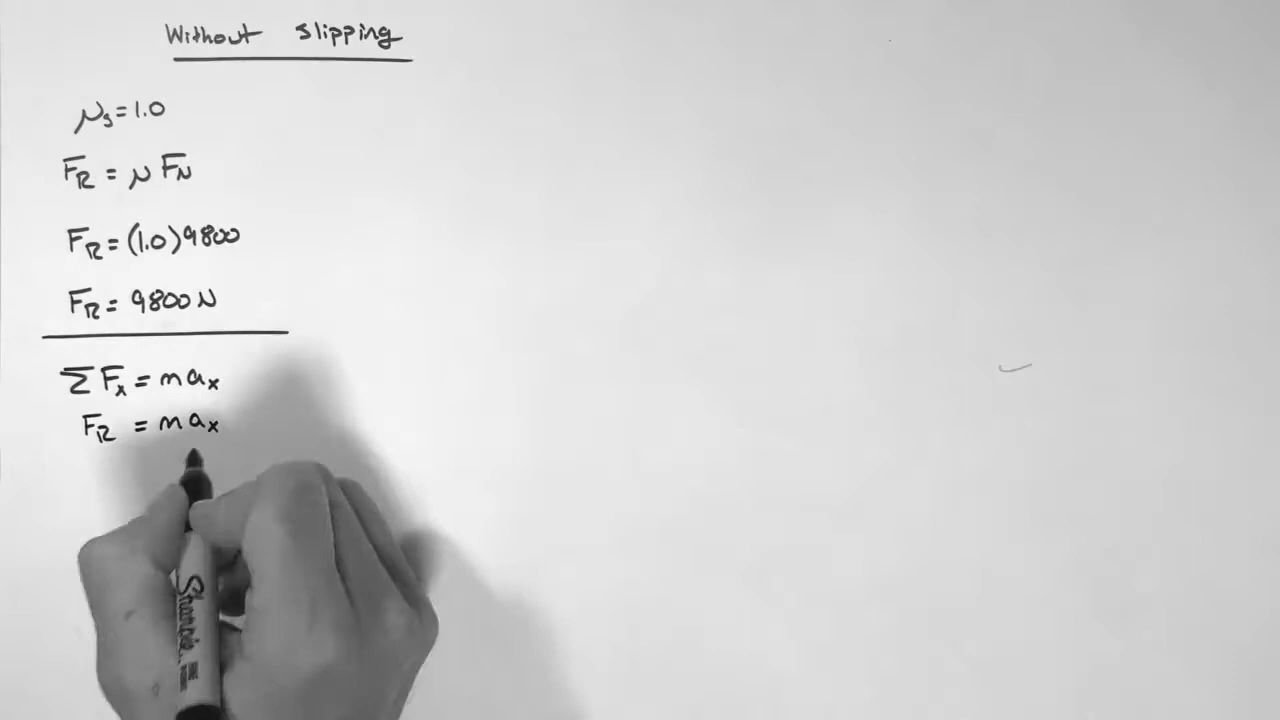 Without slipping
μs = 1.0
FR = μ FN
FR = (1.0) 9800
FR = 9800 N
Σ Fx = m ax
FR = m ax
Sharpie